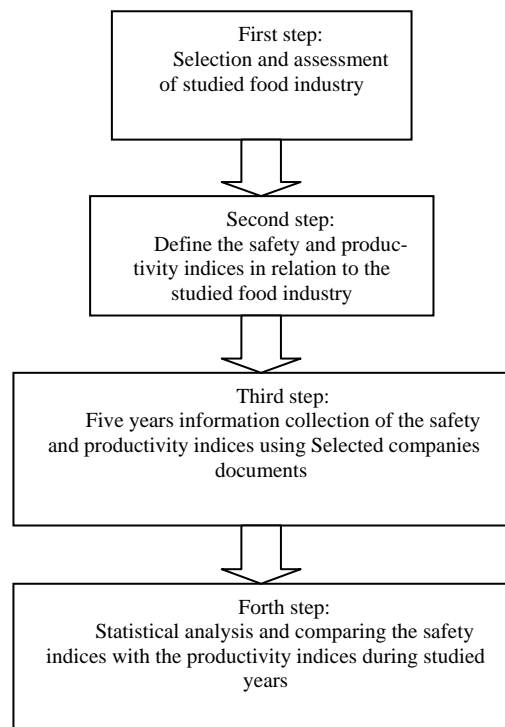 First step:
Selection and assessment
of studied food industry
Second step:
Define the safety and produc-
tivity indices in relation to the
studied food industry
Third step:
Five years information collection of the safety
and productivity indices using Selected companies
documents
Forth step:
Statistical analysis and comparing the safety
indices with the productivity indices during studied
years